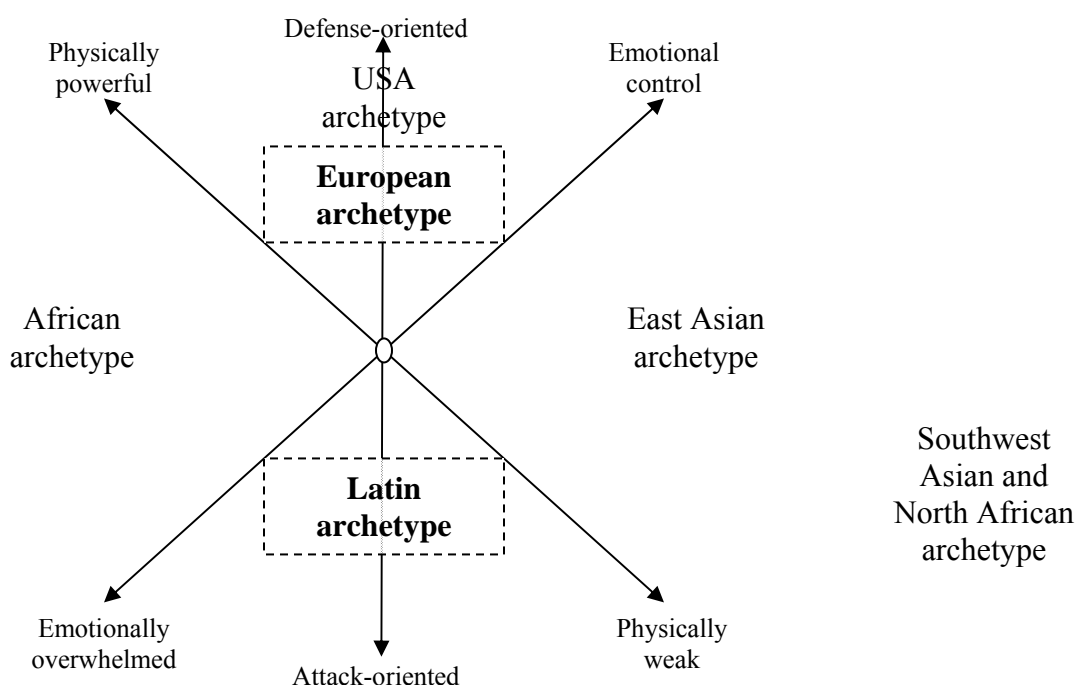 Defense-oriented
Physically
powerful
Emotional
control
USA
archetype
European
archetype
African
archetype
East Asian
archetype
Southwest
Asian and
North African
archetype
Latin
archetype
Emotionally
overwhelmed
Physically
weak
Attack-oriented